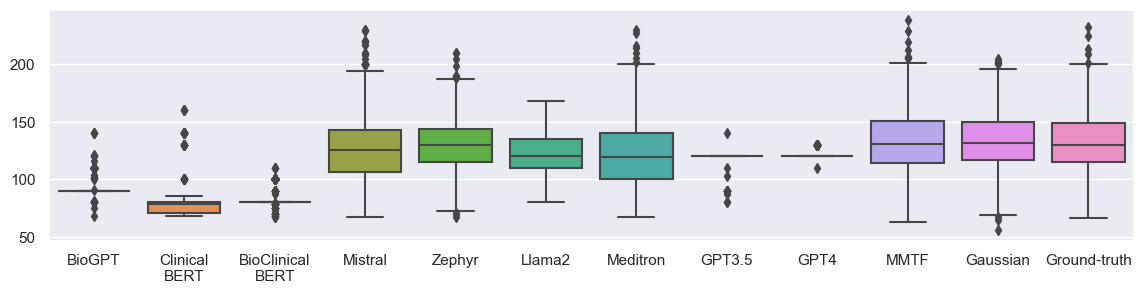 200
150
100
50
BioGPT
Clinical
BERT
BioClinical
BERT
Mistral
Zephyr
Llama2
Meditron
GPT3.5
GPT4
MMTF
Gaussian
Ground-truth